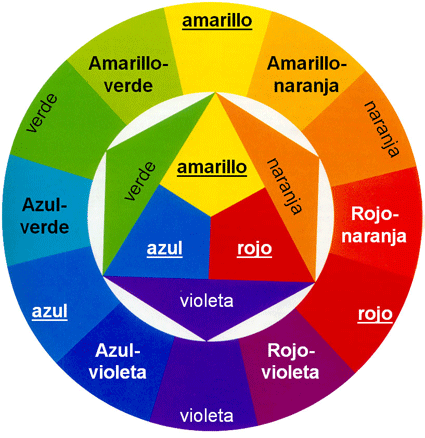 amarillo
Amarillo-
verde
Amarillo-
naranja
verde
naranja
amarillo
verde
naranja
Azul-
verde
Rojo-
naranja
azul
rojo
violeta
azul
rojo
Azul-
violeta
Rojo-
violeta
violeta